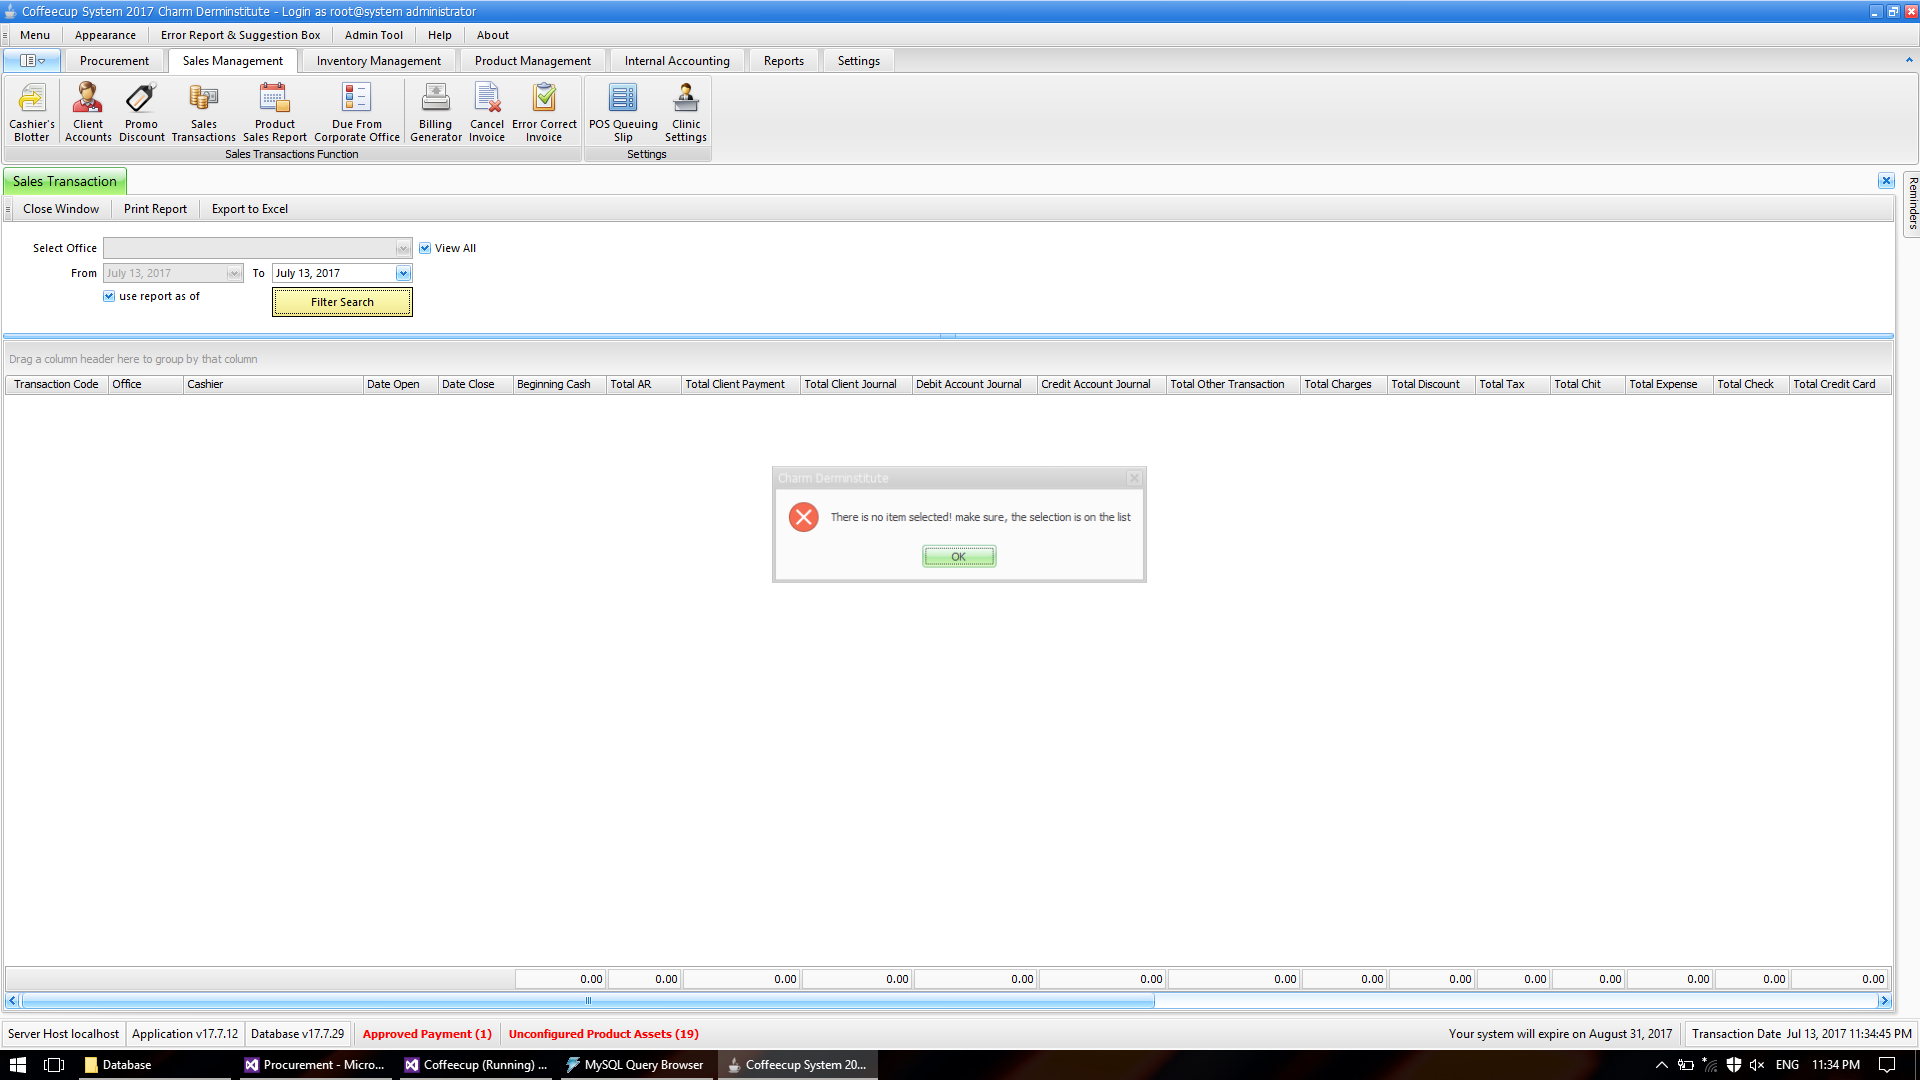 Coffeecup System 2017 Charm Derminstitute - Login as root@system administrator
Menu Appearance Error Report & Suggestion Box Admin Tool Help About
Procurement Sales Management Inventory Management Product Management Internal Accounting Reports Settings
Cashier's Blotter
Client Accounts
Promo Discount
Sales Transactions
Product Sales Report
Due From Corporate Office
Billing Generator
Cancel Invoice
Error Correct Invoice
POS Queuing Slip
Clinic Settings
Sales Transactions Function Settings
Sales Transaction
Reminders
Close Window Print Report Export to Excel
Select Office View All
From July 13, 2017 To July 13, 2017
use report as of Filter Search
Drag a column header here to group by that column
Transaction Code Office Cashier Date Open Date Close Beginning Cash Total AR Total Client Payment Total Client Journal Debit Account Journal Credit Account Journal Total Other Transaction Total Charges Total Discount Total Tax Total Chit Total Expense Total Check Total Credit Card
Charm Derminstitute
There is no item selected! make sure, the selection is on the list
OK
0.00 0.00 0.00 0.00 0.00 0.00 0.00 0.00 0.00 0.00 0.00 0.00 0.00 0.00
Server Host localhost Application v17.7.12 Database v17.7.29 Approved Payment (1) Unconfigured Product Assets (19) Your system will expire on August 31, 2017 Transaction Date Jul 13, 2017 11:34:45 PM
Database Procurement - Micro... Coffeecup (Running) ... MySQL Query Browser Coffeecup System 20... ENG 11:34 PM